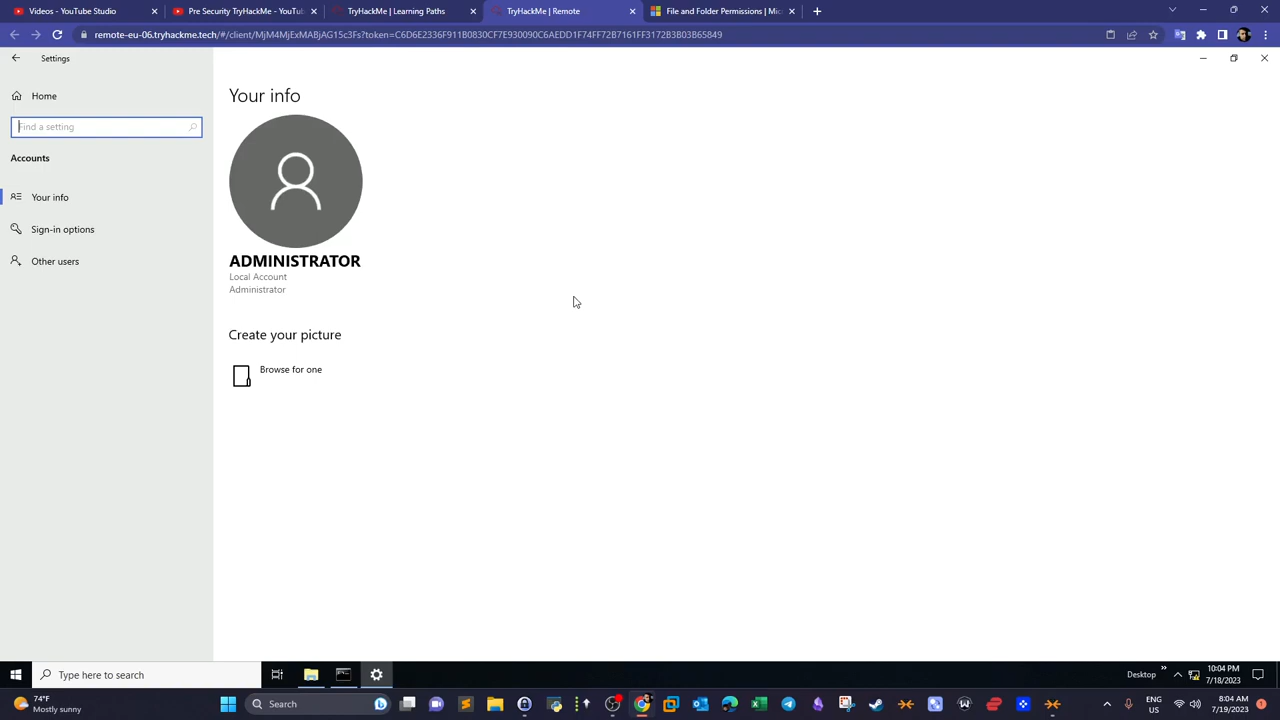 Videos - YouTube Studio
Pre Security TryHackMe: Huntin
TryHackMe | Learning Paths
TryHackMe | Remote
File and Folder Permissions | Mic
remote-eu-06.tryhackme.tech/#/client/MjM4MjExMABjAG15c3Fs?token=C6D6E2336F911B0830CF7E930090C6AEDD1F74FF72B7161FF3172B3B03B65849
Settings
Home
Find a setting
Accounts
Your info
Sign-in options
Other users
Your info
ADMINISTRATOR
Local Account
Administrator
Create your picture
Browse for one
Type here to search
Desktop
10:04 PM
7/18/2023
74°F
Mostly sunny
Search
ENG
US
8:04 AM
7/19/2023
1